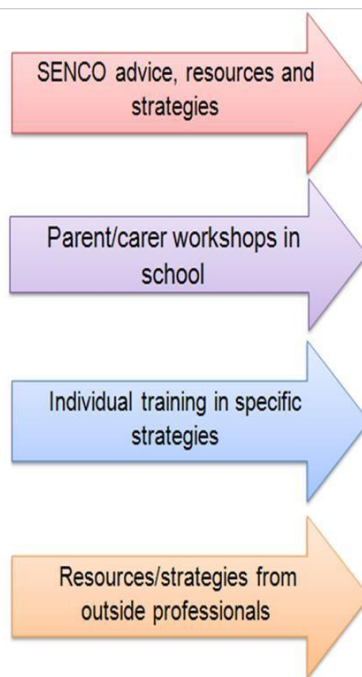 SENCO advice, resources and
strategies
Parent/carer workshops in
school
Individual training in specific
strategies
Resources/strategies from
outside professionals